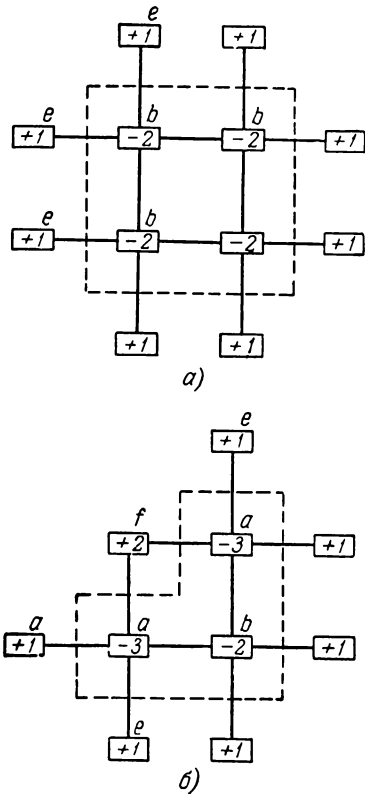 e
+1 +1
e b b
+1 -2 -2 +1
e b
+1 -2 -2 +1
+1 +1
а)
e
+1
f a
+2 -3 +1
a a b
+1 -3 -2 +1
e
+1 +1
б)